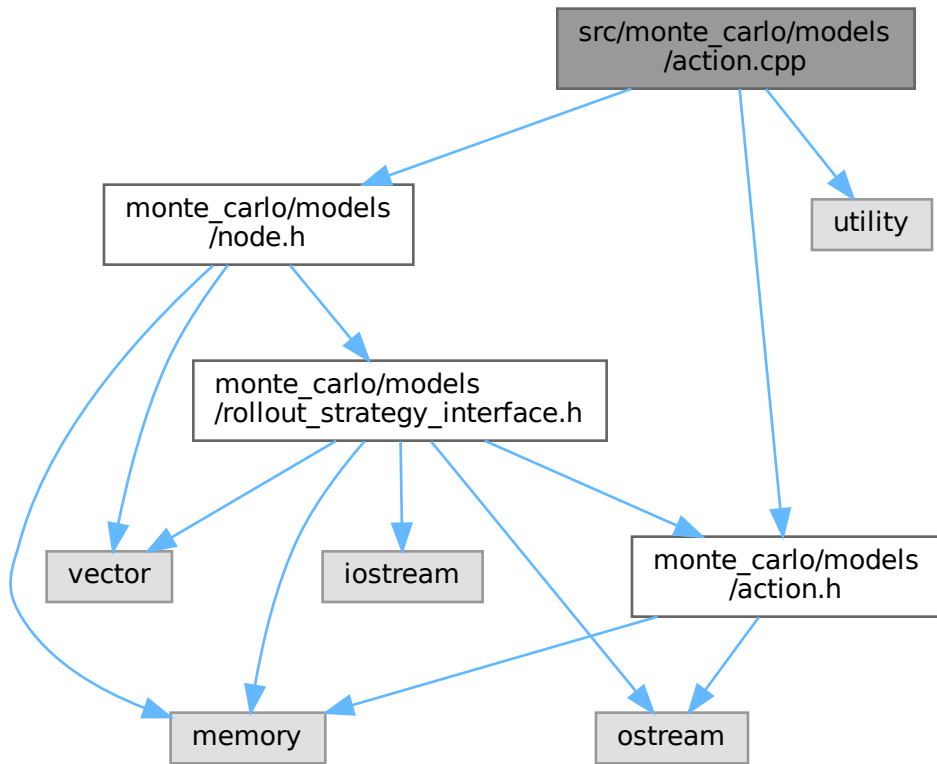 src/monte_carlo/models
/action.cpp
monte_carlo/models
/node.h
utility
monte_carlo/models
/rollout_strategy_interface.h
vector
iostream
monte_carlo/models
/action.h
memory
ostream